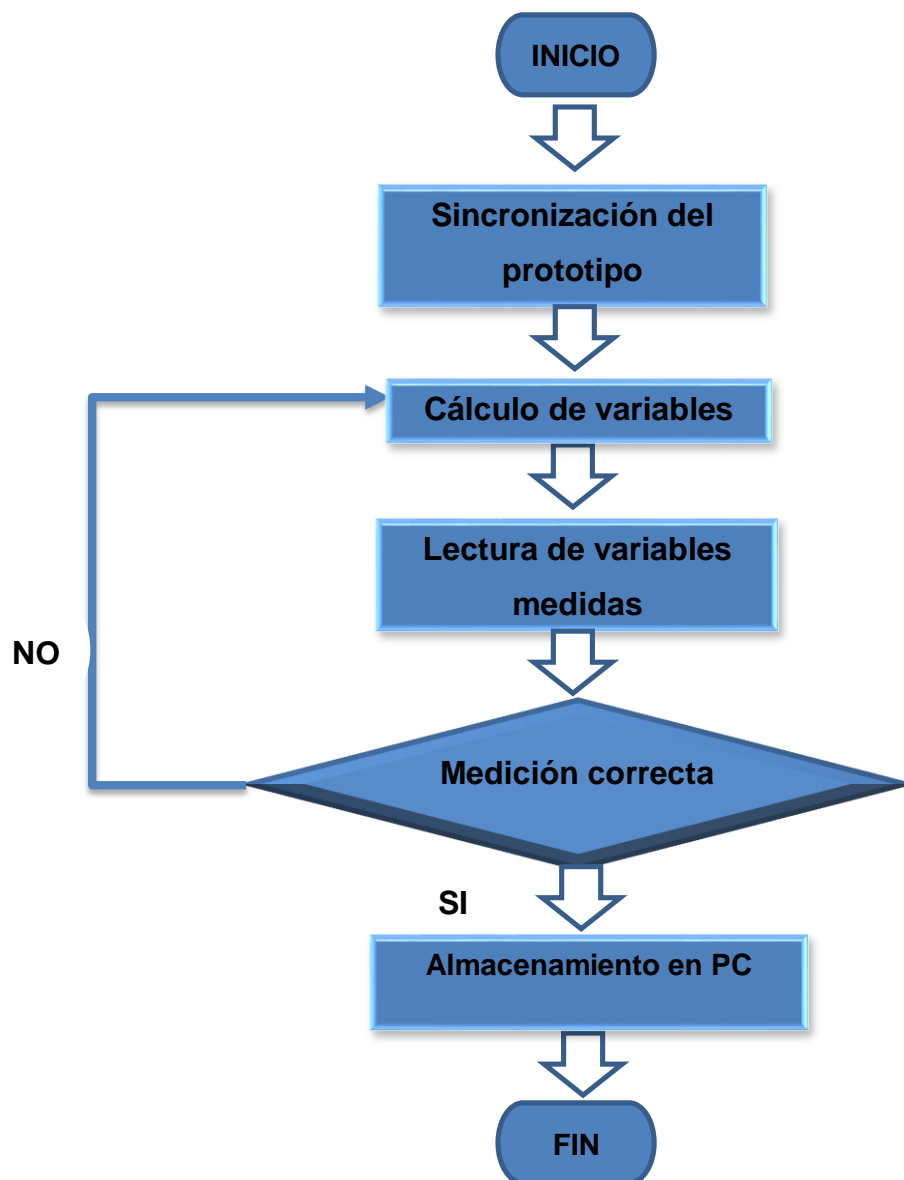 INICIO
Sincronización del
prototipo
Cálculo de variables
Lectura de variables
medidas
NO
Medición correcta
SI
Almacenamiento en PC
FIN